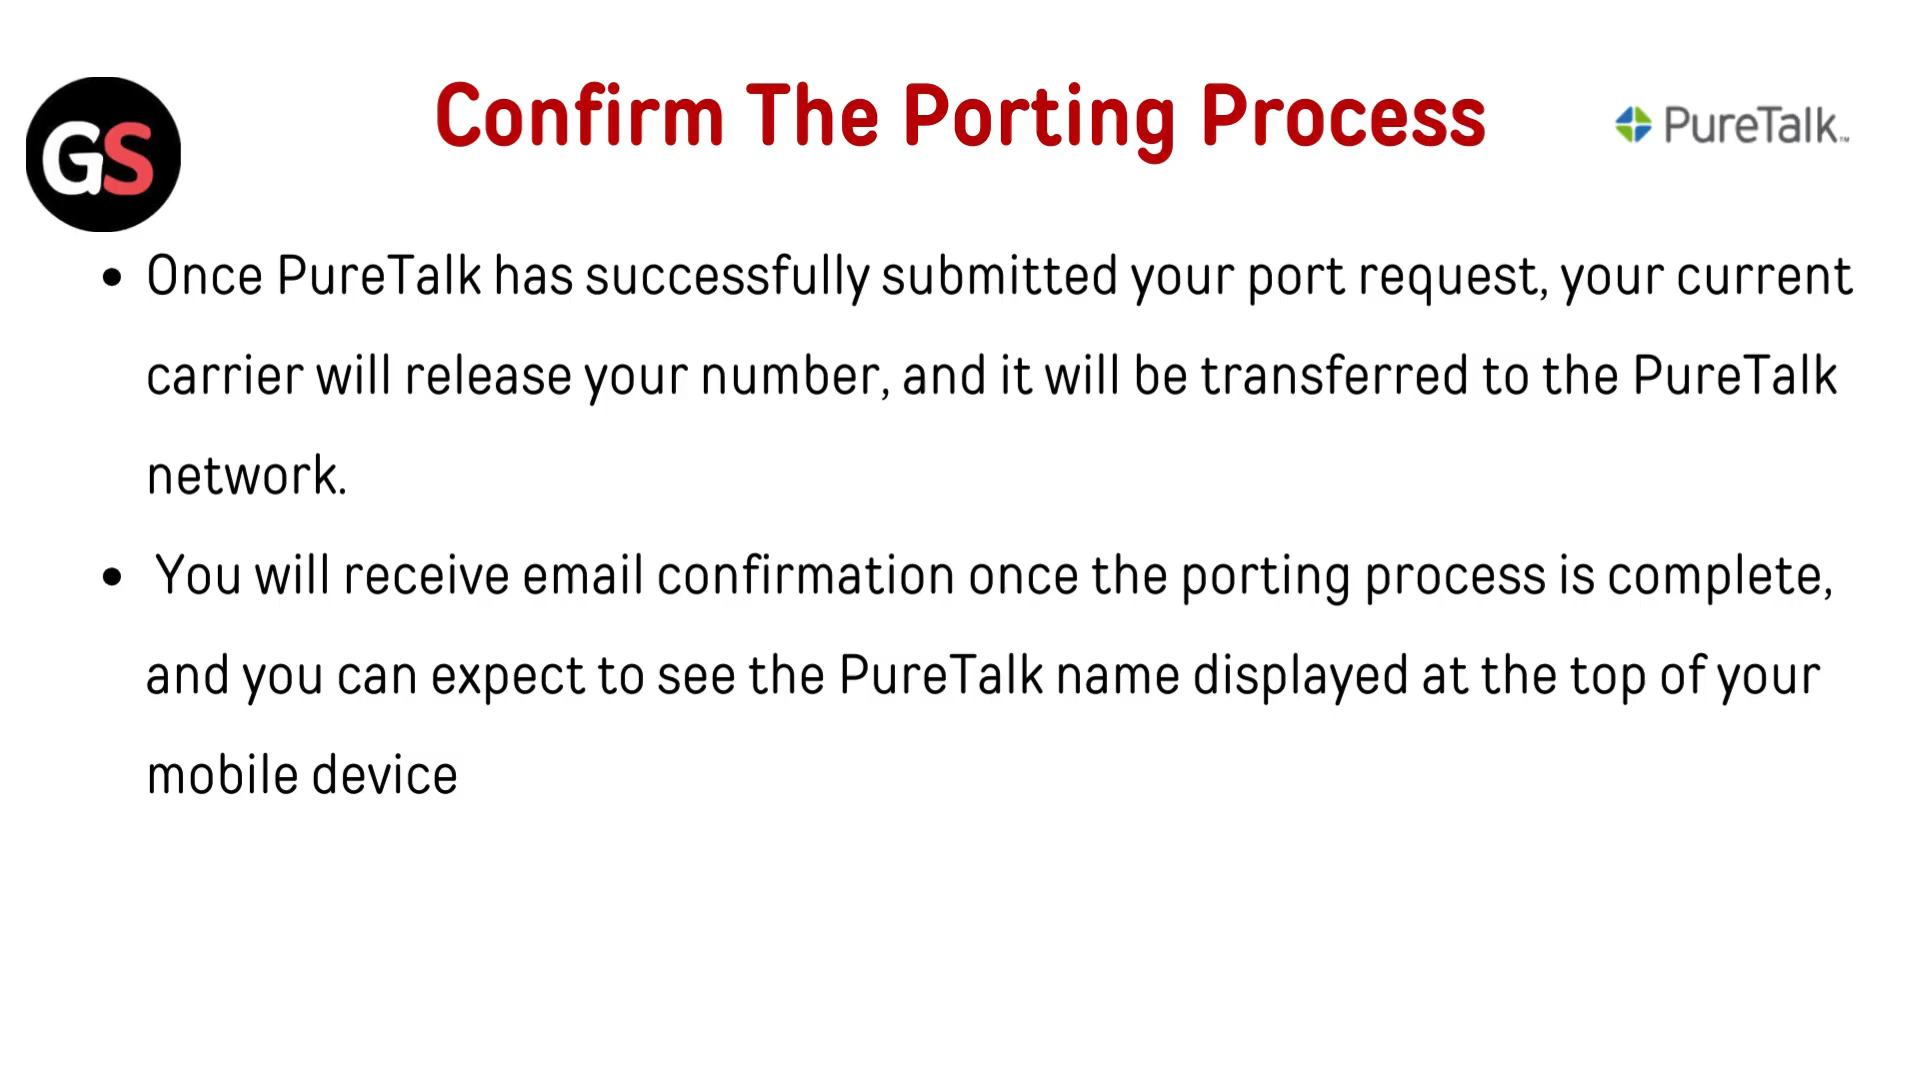 Confirm The Porting Process
GS
PureTalk™
• Once PureTalk has successfully submitted your port request, your current
carrier will release your number, and it will be transferred to the PureTalk
network.
• You will receive email confirmation once the porting process is complete,
and you can expect to see the PureTalk name displayed at the top of your
mobile device